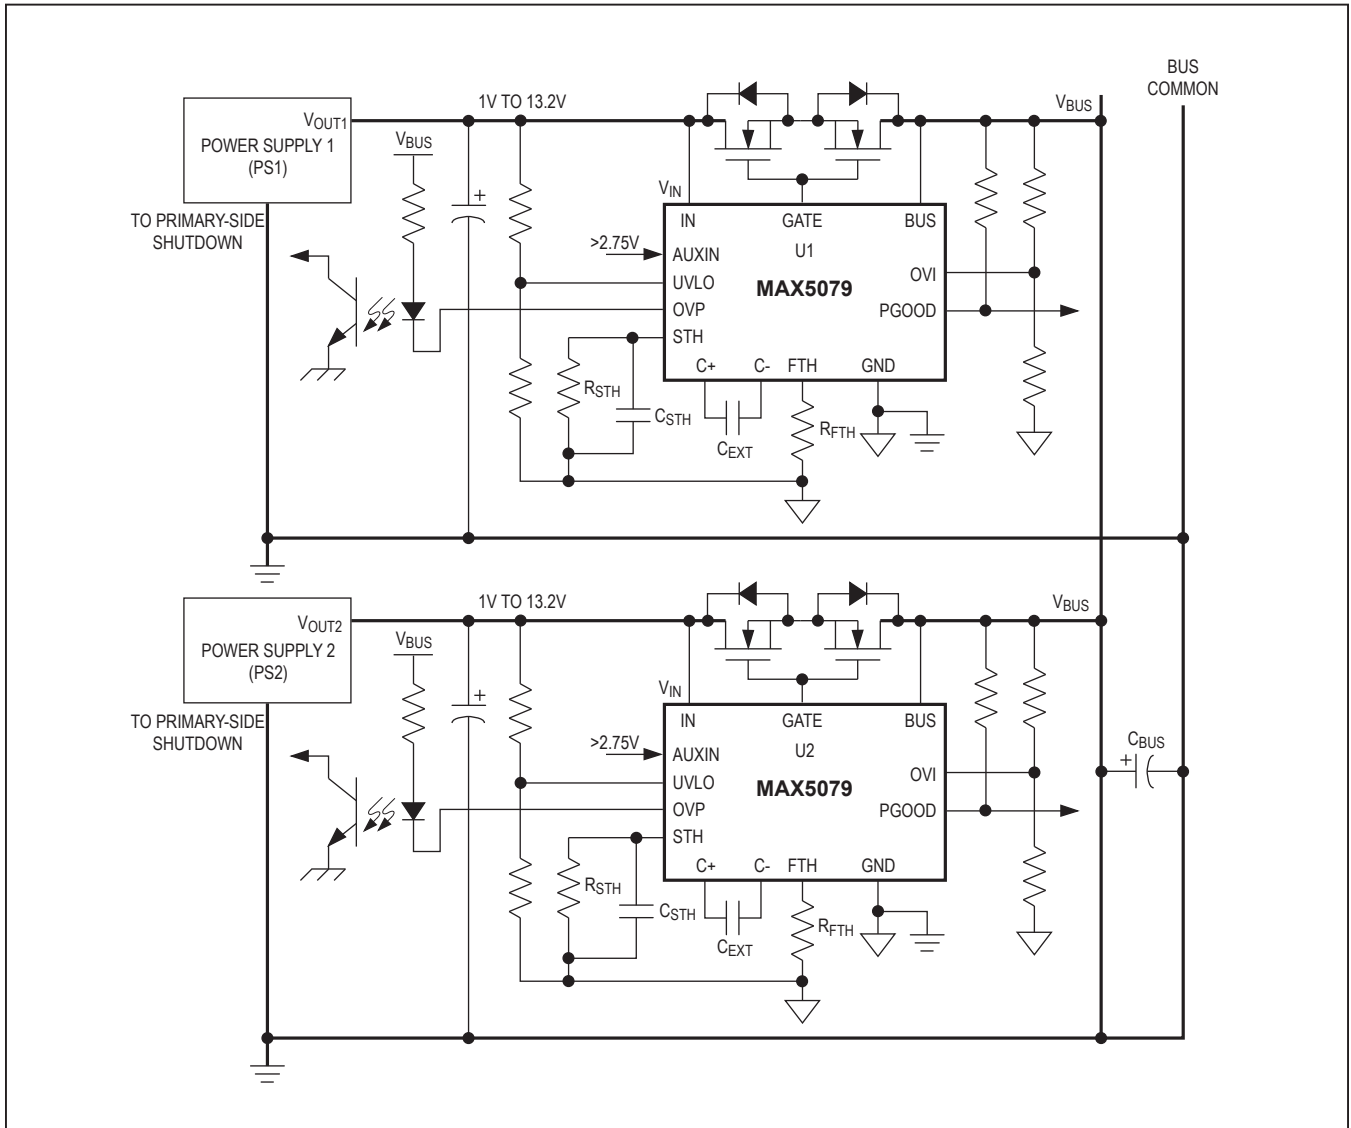 BUS
COMMON
1V TO 13.2V
VBUS
VOUT1
POWER SUPPLY 1
(PS1)
VBUS
+
VIN
TO PRIMARY-SIDE
SHUTDOWN
IN
GATE
BUS
>2.75V
AUXIN
U1
UVLO
MAX5079
OVI
OVP
PGOOD
STH
C+
C-
FTH
GND
RSTH
CSTH
CEXT
RFTH
1V TO 13.2V
VBUS
VOUT2
POWER SUPPLY 2
(PS2)
VBUS
+
VIN
TO PRIMARY-SIDE
SHUTDOWN
IN
GATE
BUS
>2.75V
AUXIN
U2
CBUS
+
UVLO
MAX5079
OVI
OVP
PGOOD
STH
C+
C-
FTH
GND
RSTH
CSTH
CEXT
RFTH